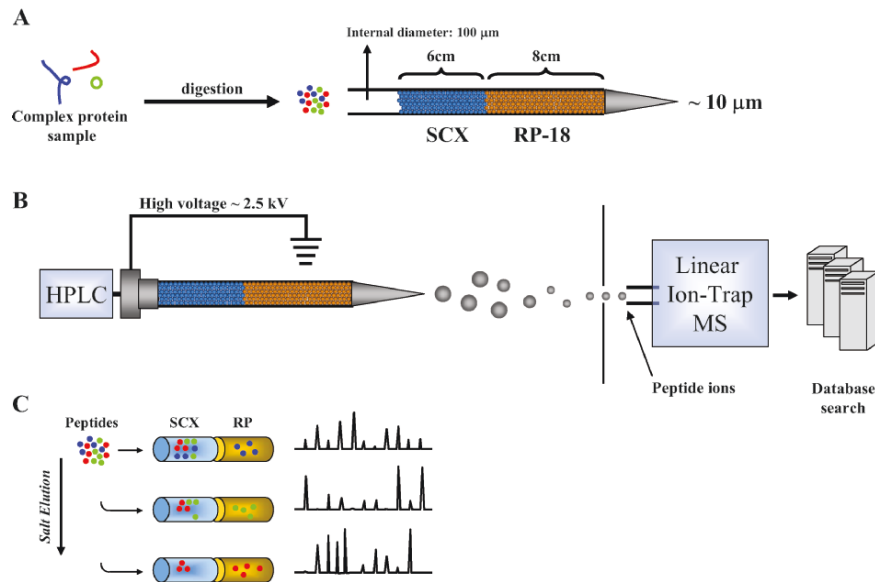 A
Internal diameter: 100 µm
6cm
8cm
digestion
Complex protein
sample
SCX
RP-18
~ 10 µm
B
High voltage ~ 2.5 kV
HPLC
Linear
Ion-Trap
MS
Peptide ions
Database
search
C
Peptides
SCX
RP
Salt Elution